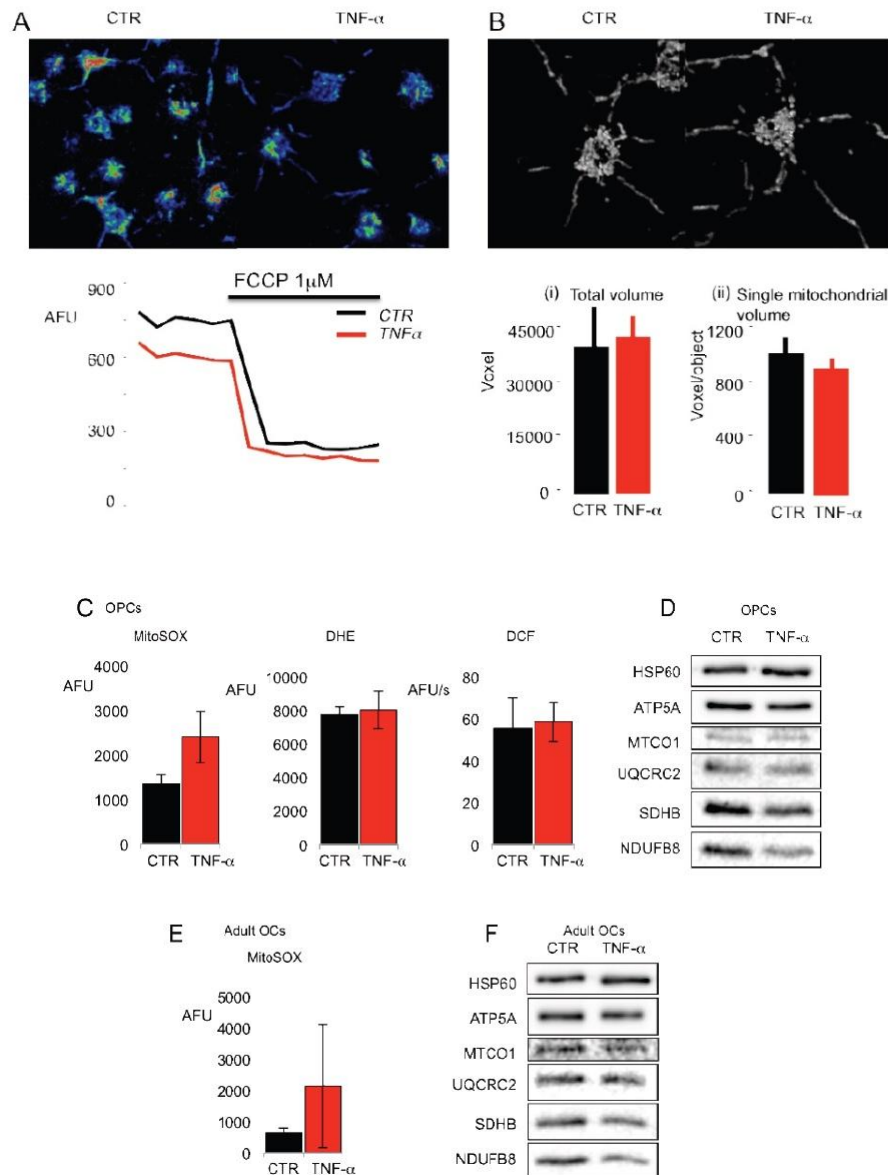 A CTR TNF-α
B CTR TNF-α
FCCP 1μM
AFU
900
600
300
0
CTR
TNFα
(i) Total volume
Voxel
45000
30000
15000
0
CTR TNF-α
(ii) Single mitochondrial
volume
Voxel/object
1200
800
400
0
CTR TNF-α
C OPCs
MitoSOX
AFU
4000
3000
2000
1000
0
CTR TNF-α
DHE
AFU
10000
8000
6000
4000
2000
0
CTR TNF-α
DCF
AFU/s
80
60
40
20
0
CTR TNF-α
D OPCs
CTR TNF-α
HSP60
ATP5A
MTCO1
UQCRC2
SDHB
NDUFB8
E Adult OCs
MitoSOX
AFU
5000
4000
3000
2000
1000
0
CTR TNF-α
F Adult OCs
CTR TNF-α
HSP60
ATP5A
MTCO1
UQCRC2
SDHB
NDUFB8